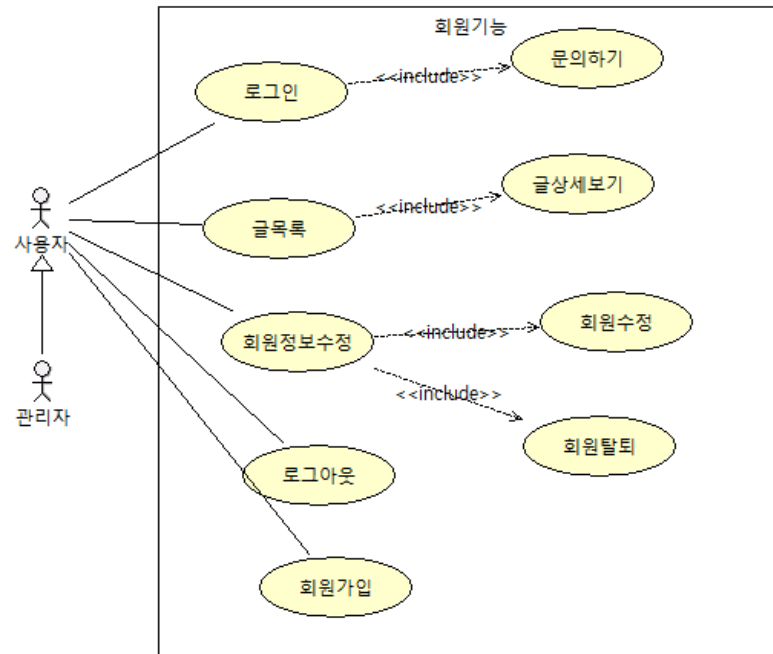 회원기능
문의하기
<<include>>
로그인
글상세보기
<<include>>
글목록
사용자
회원수정
<<include>>
회원정보수정
<<include>>
관리자
회원탈퇴
로그아웃
회원가입